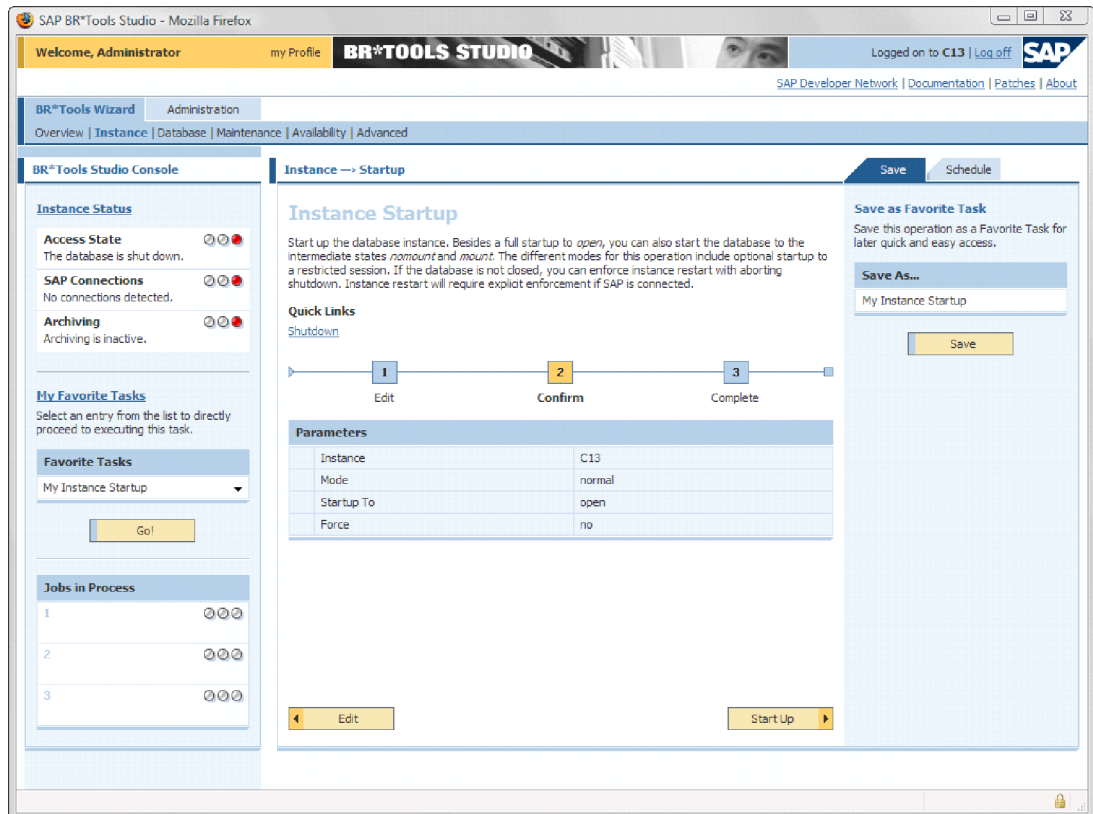 SAP BR*Tools Studio - Mozilla Firefox
Welcome, Administrator
my Profile
BR*TOOLS STUDIO
Logged on to C13 | Log off
SAP
SAP Developer Network | Documentation | Patches | About
BR*Tools Wizard
Administration
Overview | Instance | Database | Maintenance | Availability | Advanced
BR*Tools Studio Console
Instance Status
Access State
The database is shut down.
SAP Connections
No connections detected.
Archiving
Archiving is inactive.
My Favorite Tasks
Select an entry from the list to directly
proceed to executing this task.
Favorite Tasks
My Instance Startup
Go!
Jobs in Process
1
2
3
Instance --> Startup
Instance Startup
Start up the database instance. Besides a full startup to open, you can also start the database to the
intermediate states nomount and mount. The different modes for this operation include optional startup to
a restricted session. If the database is not closed, you can enforce instance restart with aborting
shutdown. Instance restart will require explicit enforcement if SAP is connected.
Quick Links
Shutdown
1
2
3
Edit
Confirm
Complete
Parameters
Instance C13
Mode normal
Startup To open
Force no
Edit
Start Up
Save
Schedule
Save as Favorite Task
Save this operation as a Favorite Task for
later quick and easy access.
Save As...
My Instance Startup
Save